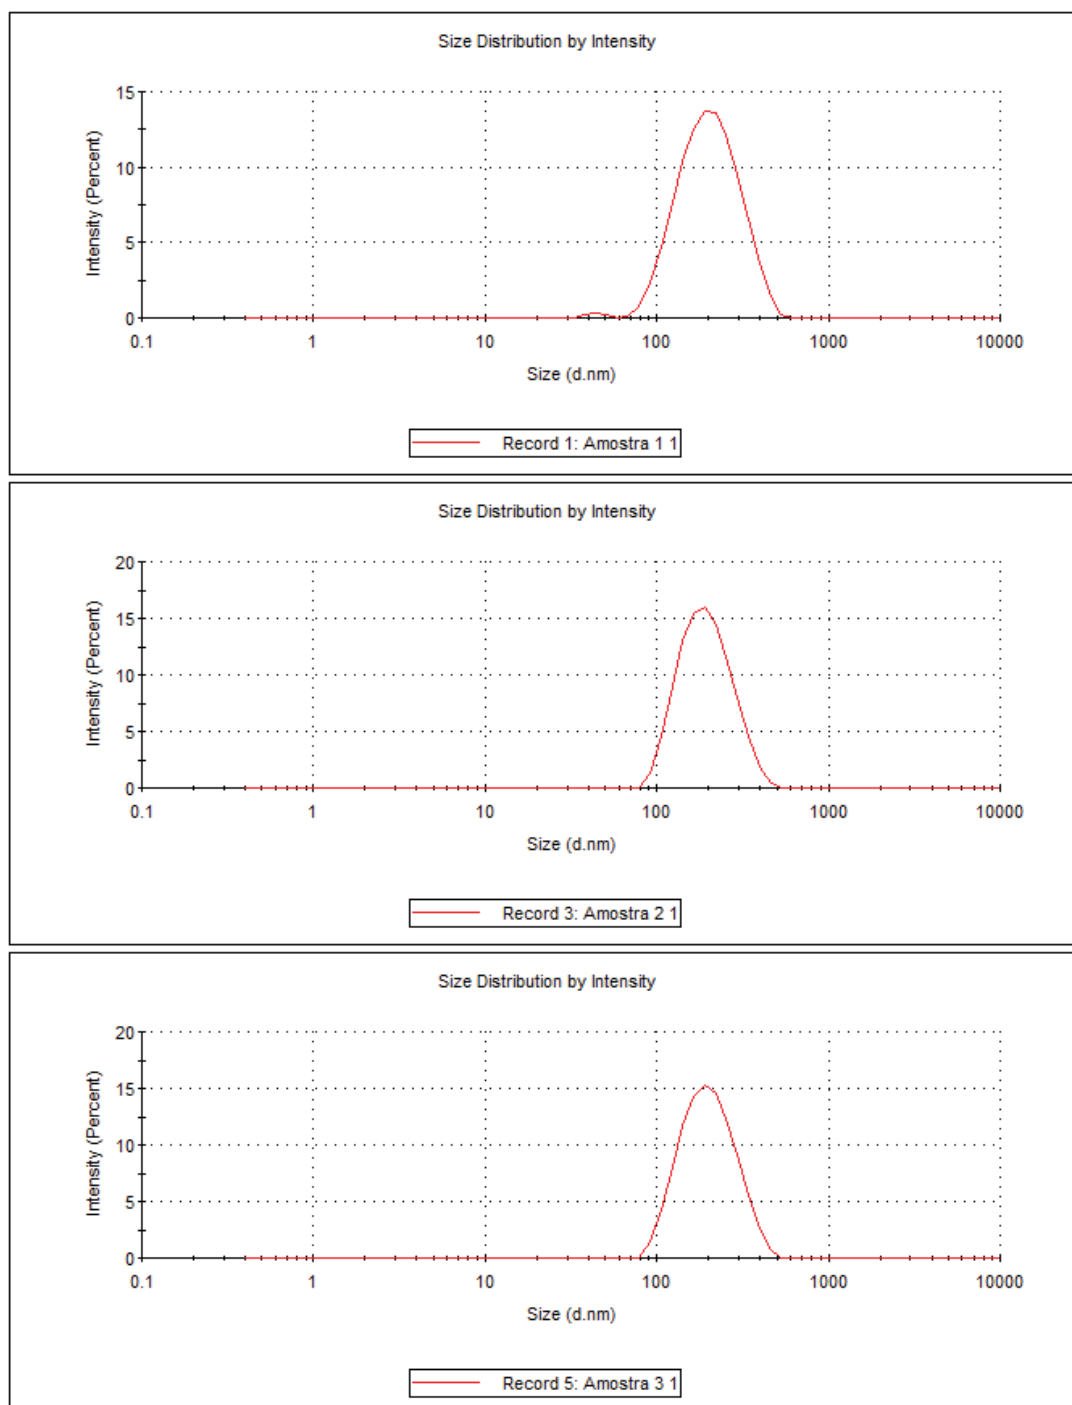 Size Distribution by Intensity
15
10
5
0
Intensity (Percent)
0.1 1 10 100 1000 10000
Size (d.nm)
Record 1: Amostra 1 1
Size Distribution by Intensity
20
15
10
5
0
Intensity (Percent)
0.1 1 10 100 1000 10000
Size (d.nm)
Record 3: Amostra 2 1
Size Distribution by Intensity
20
15
10
5
0
Intensity (Percent)
0.1 1 10 100 1000 10000
Size (d.nm)
Record 5: Amostra 3 1